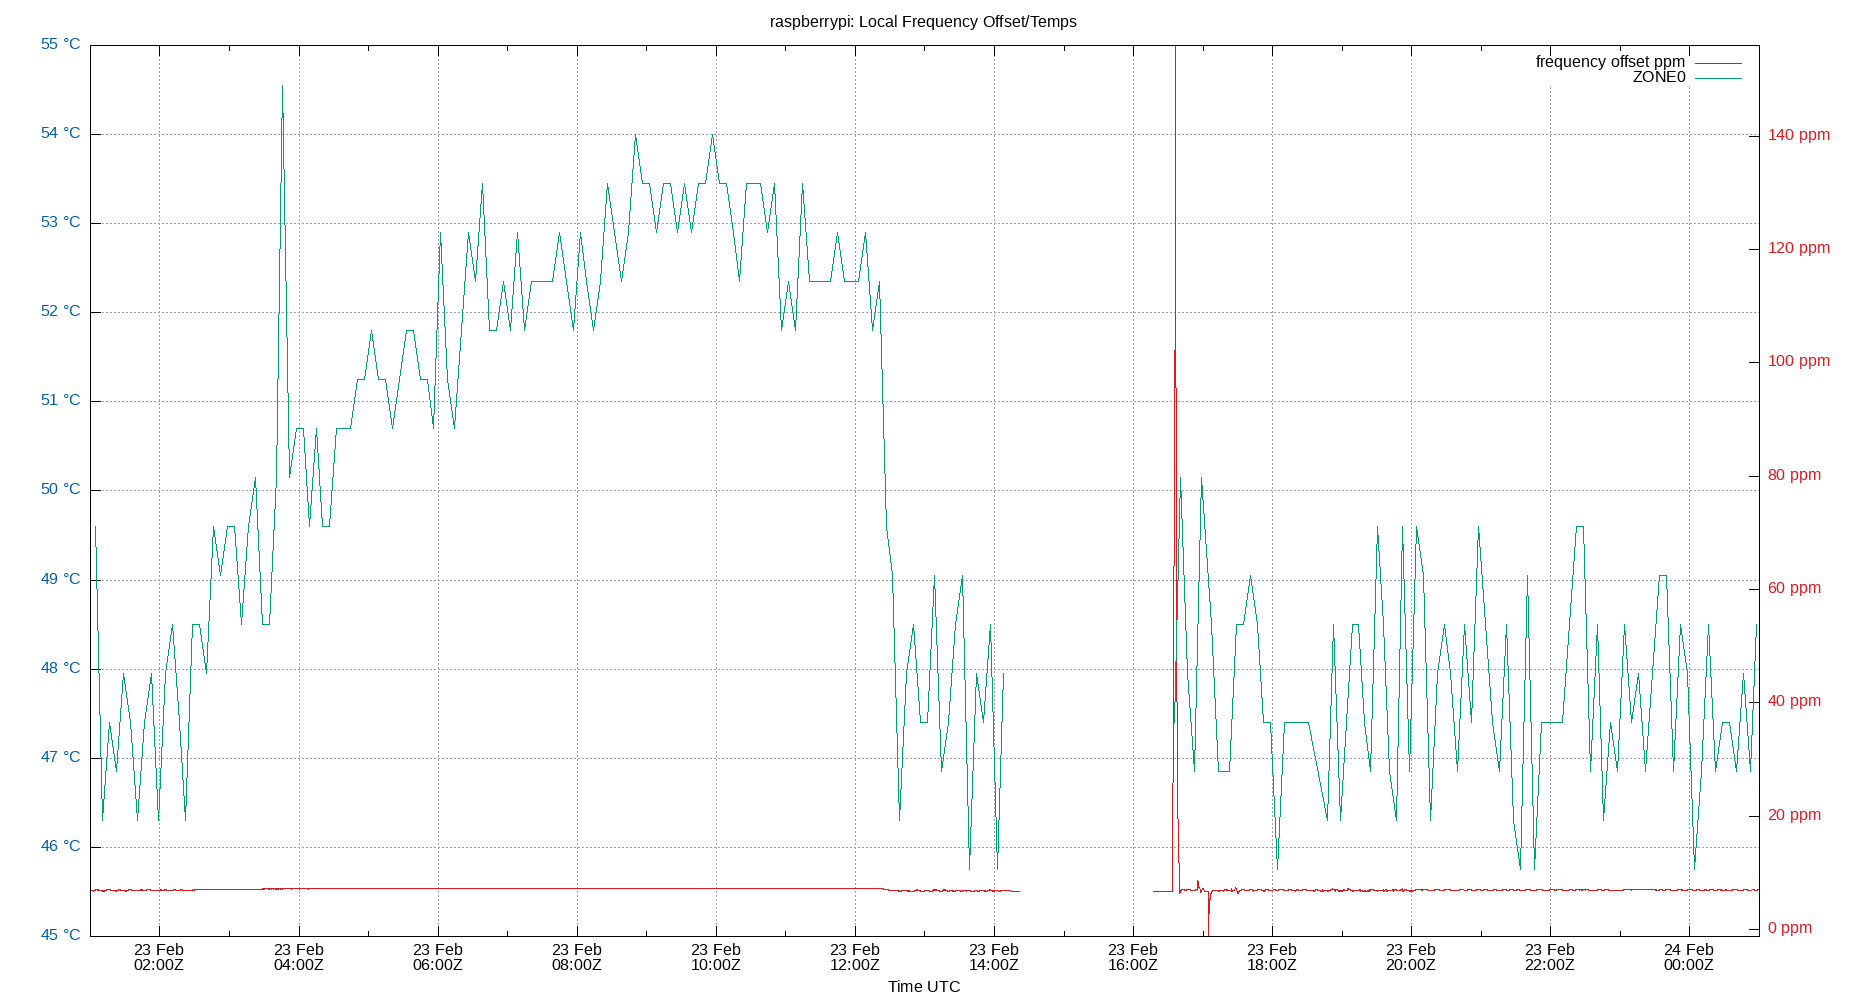 raspberrypi: Local Frequency Offset/Temps
frequency offset ppm
ZONE0
55 °C
54 °C
53 °C
52 °C
51 °C
50 °C
49 °C
48 °C
47 °C
46 °C
45 °C
140 ppm
120 ppm
100 ppm
80 ppm
60 ppm
40 ppm
20 ppm
0 ppm
23 Feb
02:00Z
23 Feb
04:00Z
23 Feb
06:00Z
23 Feb
08:00Z
23 Feb
10:00Z
23 Feb
12:00Z
23 Feb
14:00Z
23 Feb
16:00Z
23 Feb
18:00Z
23 Feb
20:00Z
23 Feb
22:00Z
24 Feb
00:00Z
Time UTC